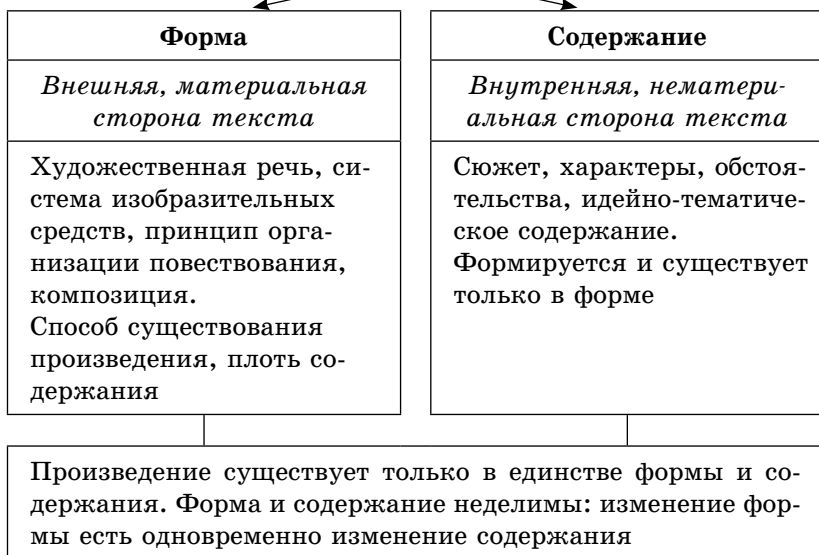 Форма
Внешняя, материальная
сторона текста
Художественная речь, си-
стема изобразительных
средств, принцип орга-
низации повествования,
композиция.
Способ существования
произведения, плоть со-
держания
Содержание
Внутренняя, нематери-
альная сторона текста
Сюжет, характеры, обстоя-
тельства, идейно-тематиче-
ское содержание.
Формируется и существует
только в форме
Произведение существует только в единстве формы и со-
держания. Форма и содержание неделимы: изменение фор-
мы есть одновременно изменение содержания